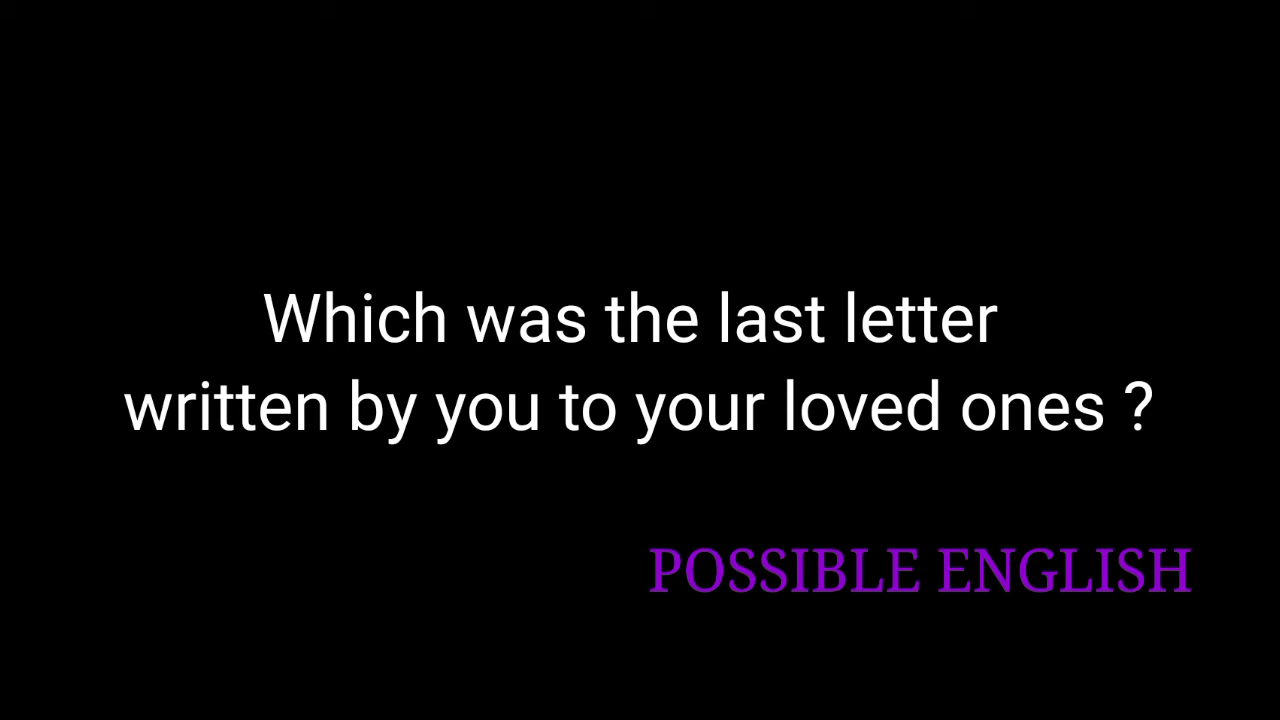 Which was the last letter
written by you to your loved ones ?
POSSIBLE ENGLISH